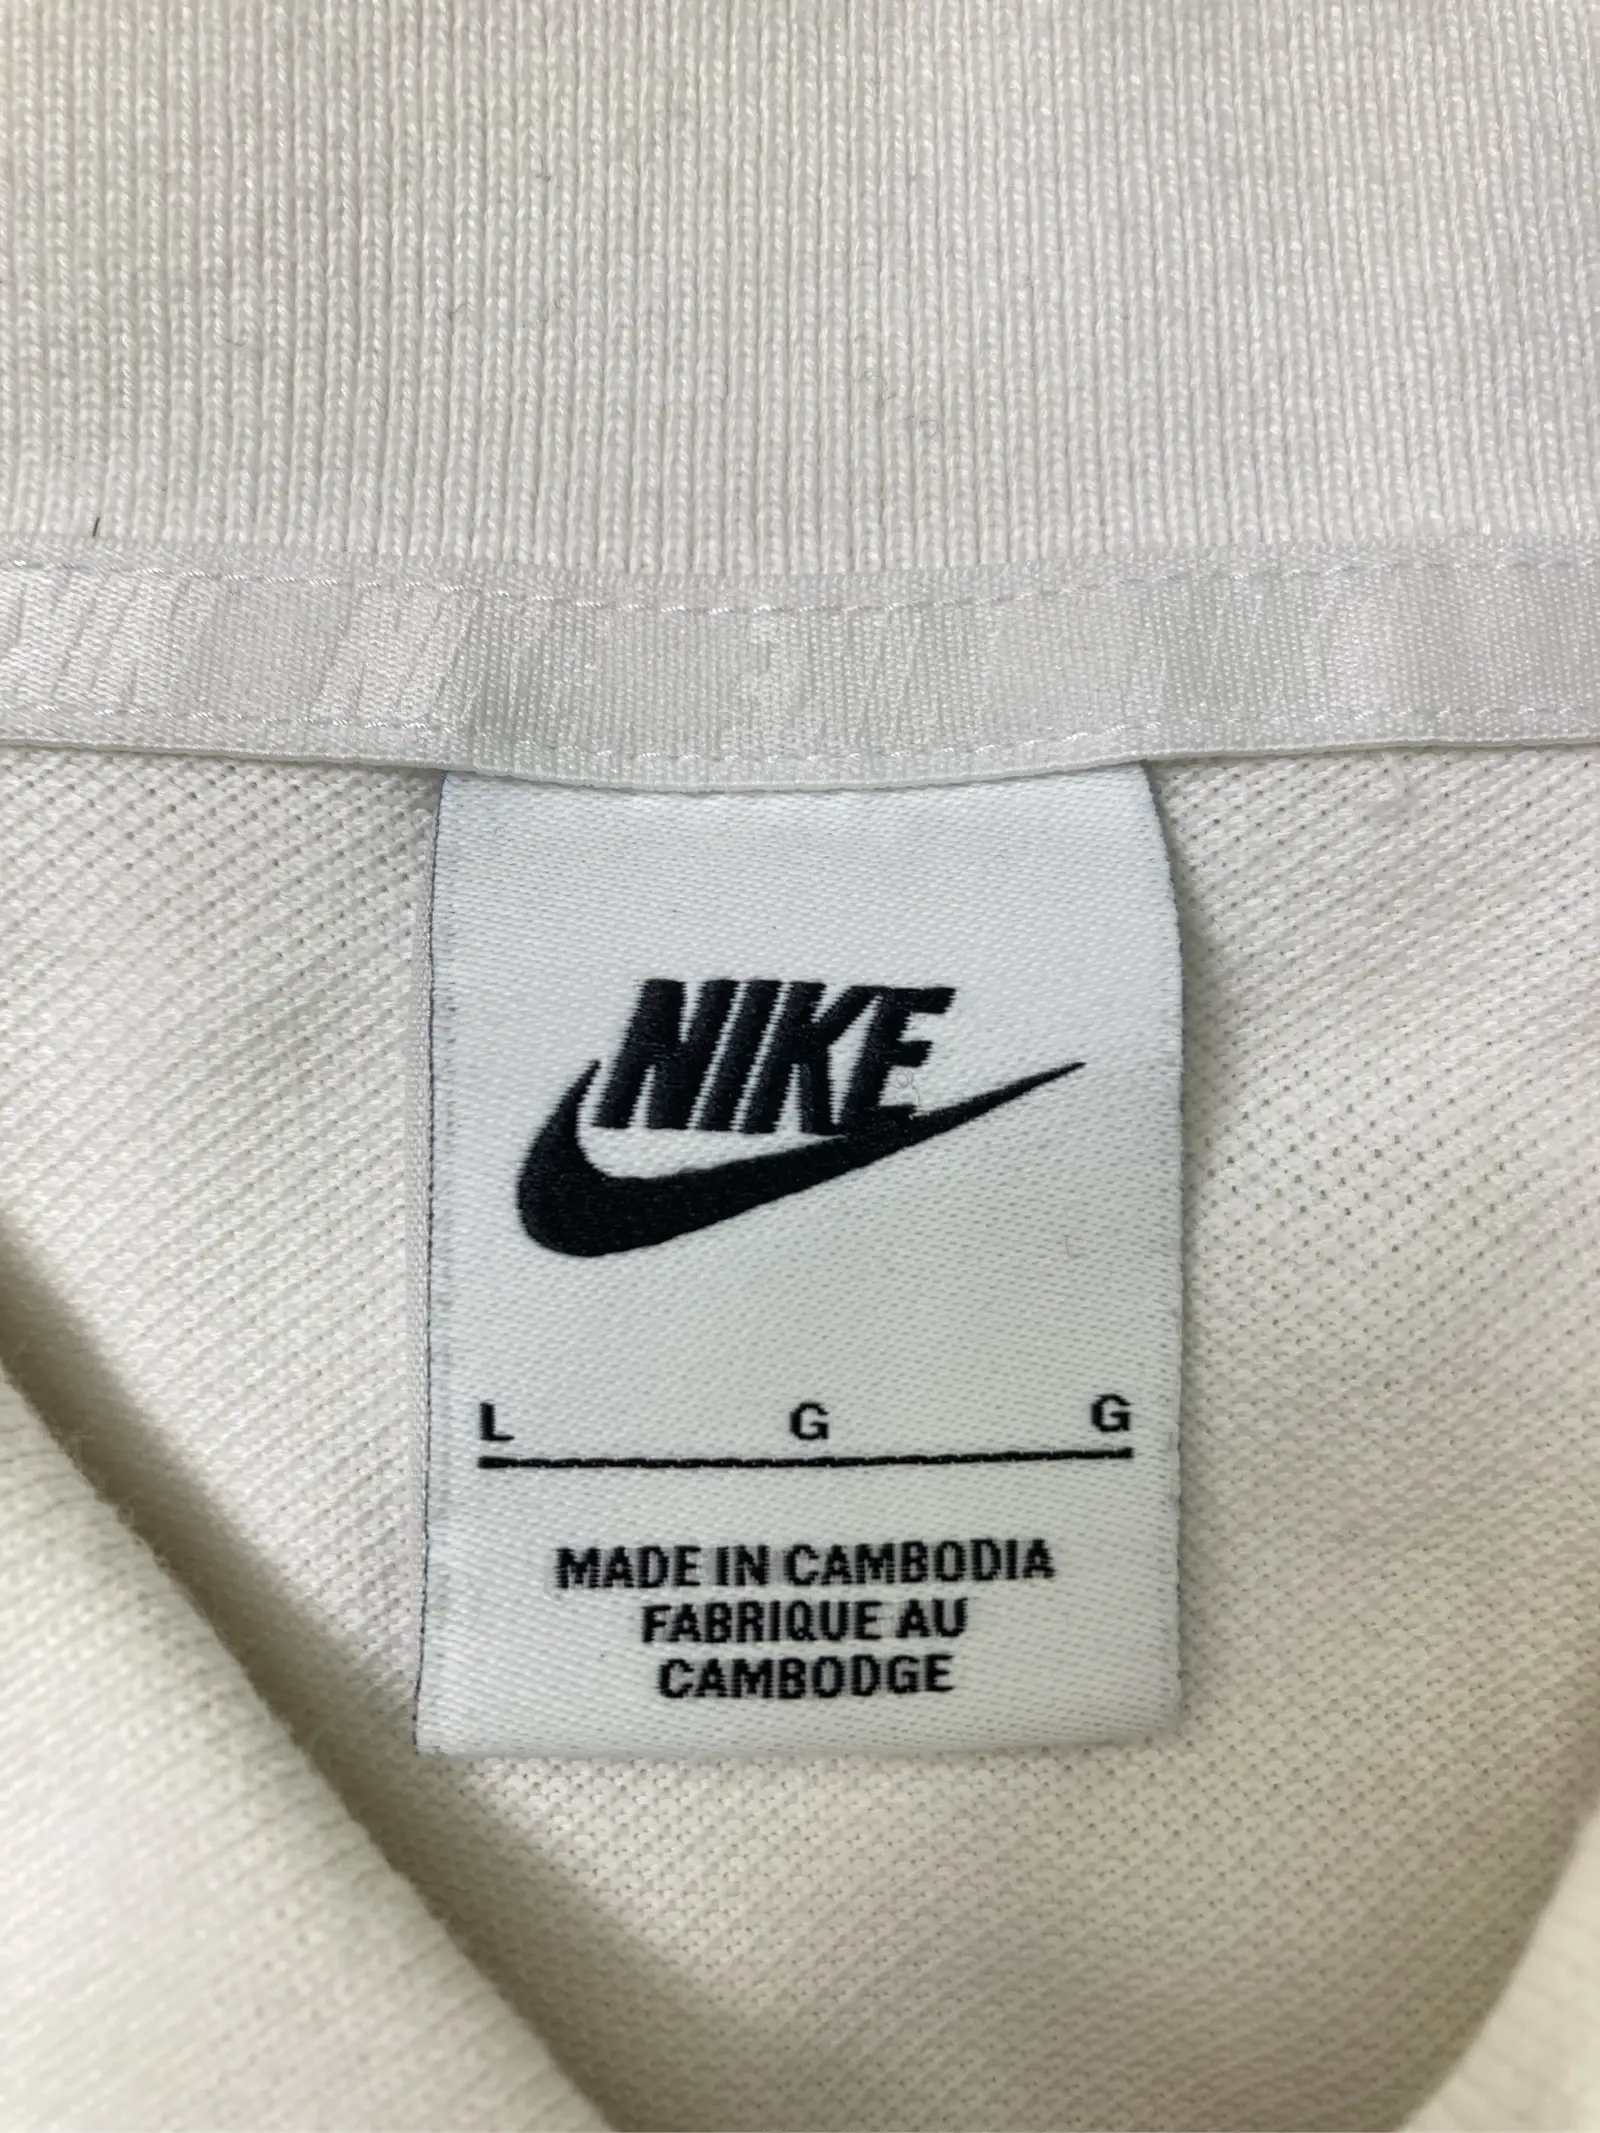 NIKE
L G G
MADE IN CAMBODIA
FABRIQUE AU
CAMBODGE